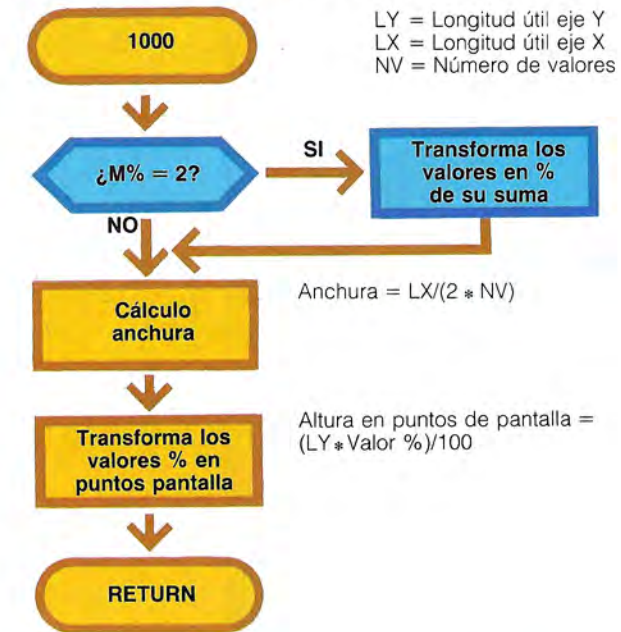 1000
LY = Longitud útil eje Y
LX = Longitud útil eje X
NV = Número de valores
¿M% = 2?
SI
Transforma los
valores en %
de su suma
NO
Cálculo
anchura
Anchura = LX/(2 * NV)
Transforma los
valores % en
puntos pantalla
Altura en puntos de pantalla =
(LY * Valor %)/100
RETURN